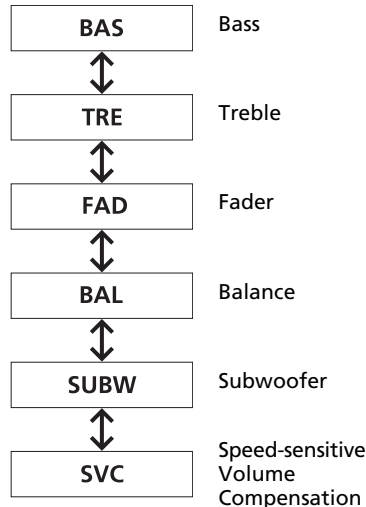 BAS Bass
TRE Treble
FAD Fader
BAL Balance
SUBW Subwoofer
SVC Speed-sensitive
Volume
Compensation